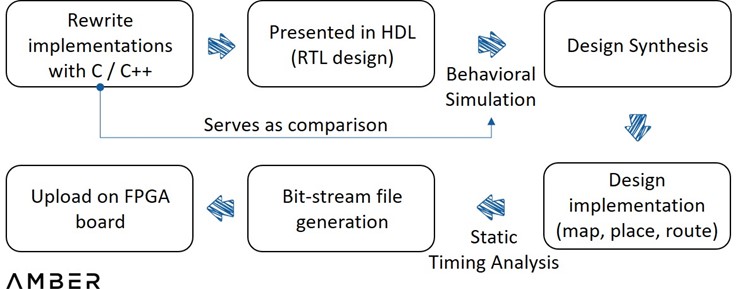 Rewrite
implementations
with C / C++
Presented in HDL
(RTL design)
Behavioral
Simulation
Design Synthesis
Serves as comparison
Design
implementation
(map, place, route)
Static
Timing Analysis
Bit-stream file
generation
Upload on FPGA
board
AMBER